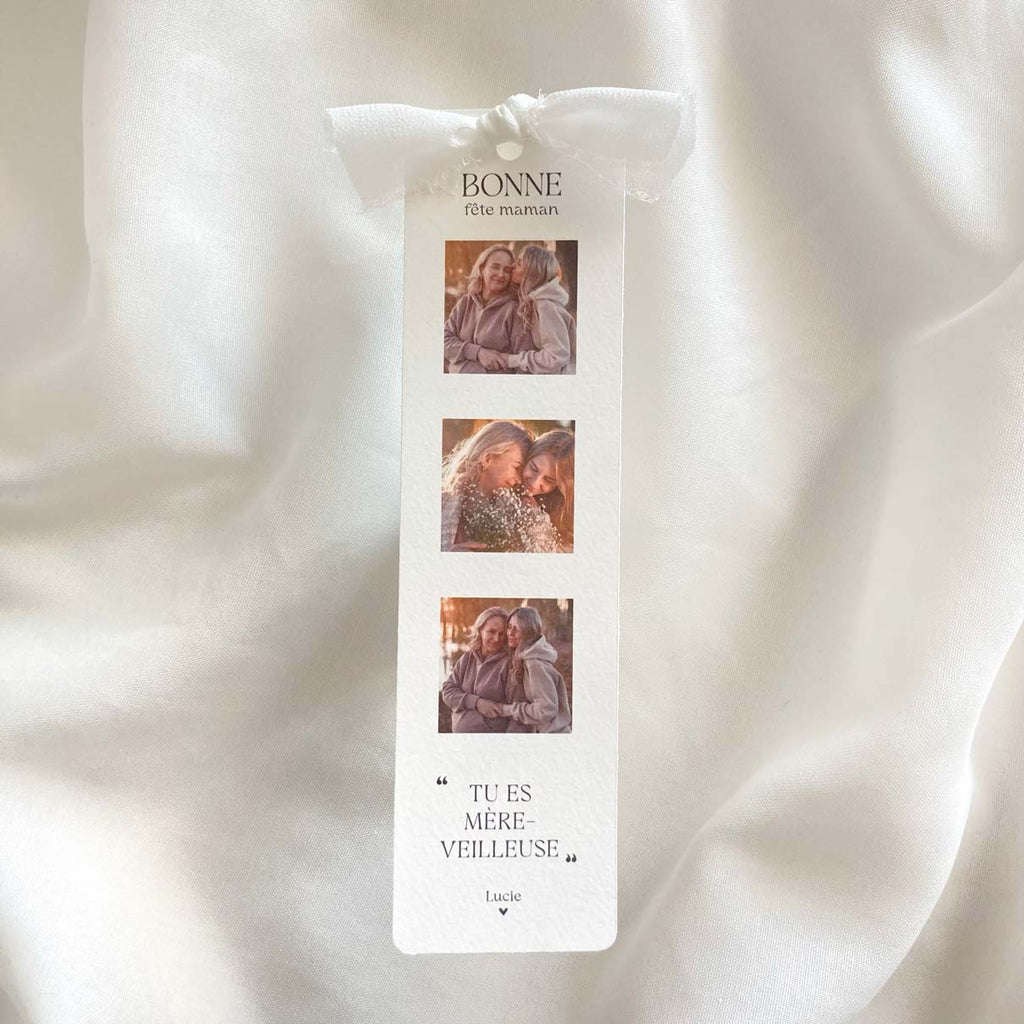 BONNE
fête maman
“ TU ES
MÈRE-
VEILLEUSE „
Lucie